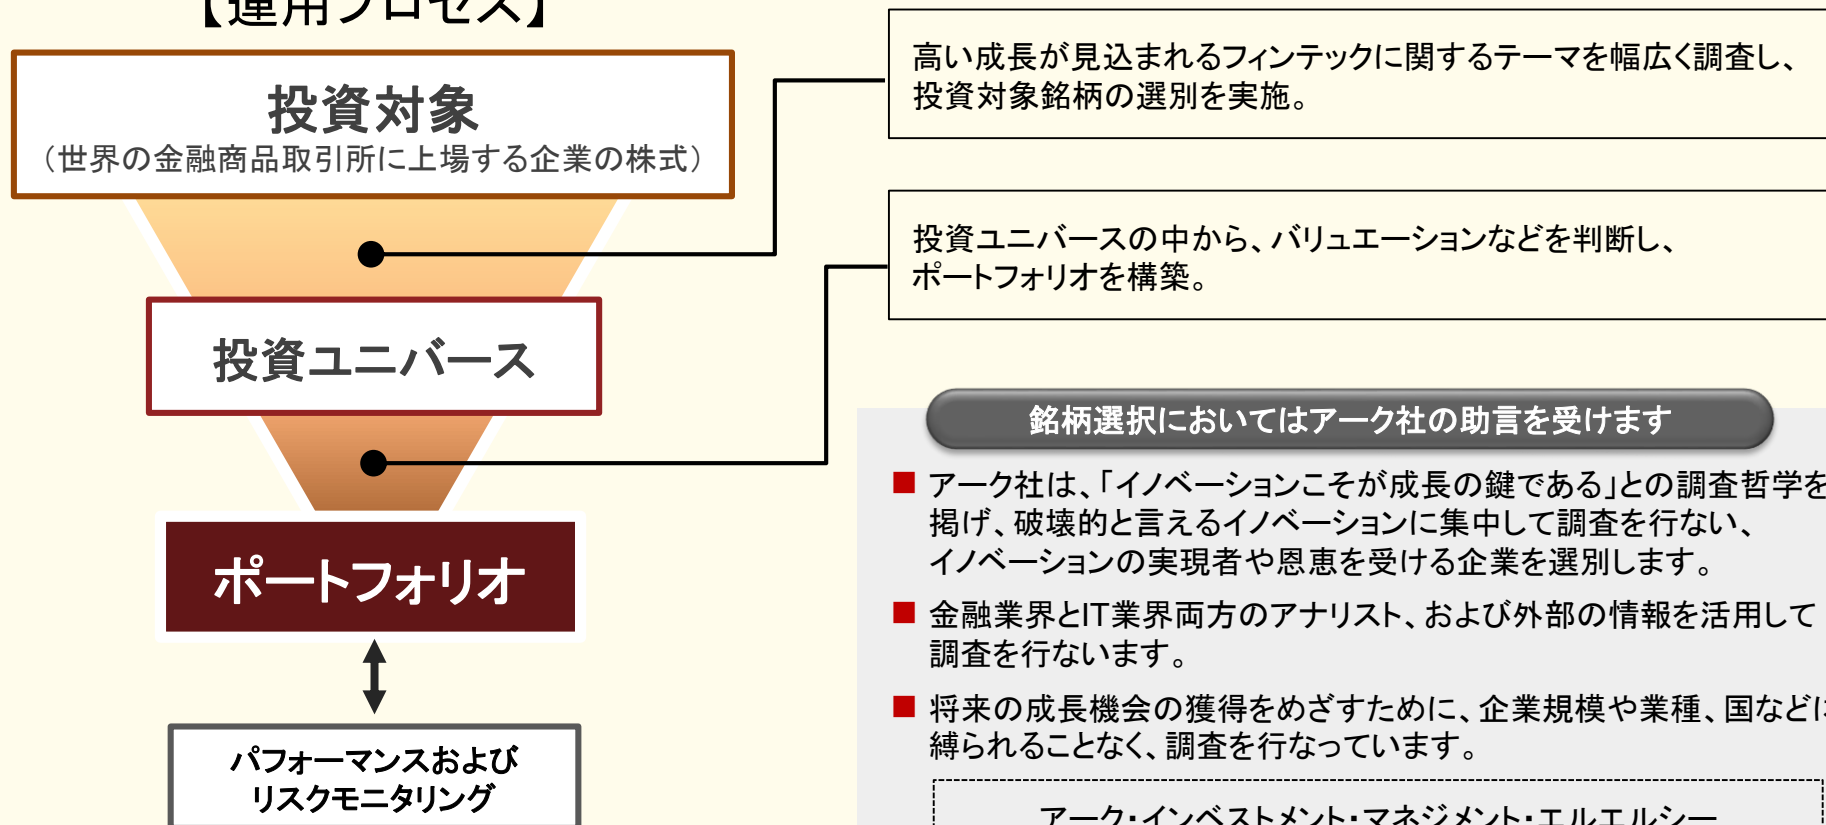 【運用プロセス】
投資対象
（世界の金融商品取引所に上場する企業の株式）
投資ユニバース
ポートフォリオ
パフォーマンスおよび
リスクモニタリング
高い成長が見込まれるフィンテックに関するテーマを幅広く調査し、
投資対象銘柄の選別を実施。
投資ユニバースの中から、バリュエーションなどを判断し、
ポートフォリオを構築。
銘柄選択においてはアーク社の助言を受けます
■ アーク社は、「イノベーションこそが成長の鍵である」との調査哲学を
掲げ、破壊的と言えるイノベーションに集中して調査を行ない、
イノベーションの実現者や恩恵を受ける企業を選別します。
■ 金融業界とIT業界両方のアナリスト、および外部の情報を活用して
調査を行ないます。
■ 将来の成長機会の獲得をめざすために、企業規模や業種、国などに
縛られることなく、調査を行なっています。
アーク・インベストメント・マネジメント・エルエルシー